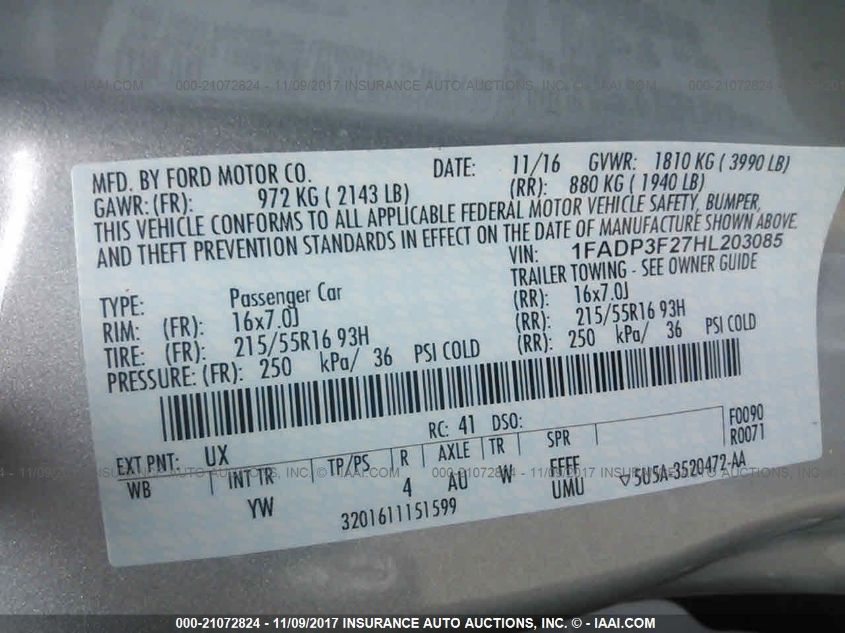 000-21072824 - 11/09/2017 INSURANCE AUTO AUCTIONS, INC. © - IAAI.COM
MFD. BY FORD MOTOR CO. DATE: 11/16 GVWR: 1810 KG ( 3990 LB)
GAWR: (FR): 972 KG ( 2143 LB) (RR): 880 KG ( 1940 LB)
THIS VEHICLE CONFORMS TO ALL APPLICABLE FEDERAL MOTOR VEHICLE SAFETY, BUMPER,
AND THEFT PREVENTION STANDARDS IN EFFECT ON THE DATE OF MANUFACTURE SHOWN ABOVE.
VIN: 1FADP3F27HL203085
TYPE: Passenger Car TRAILER TOWING - SEE OWNER GUIDE
RIM: (FR): 16x7.0J (RR): 16x7.0J
TIRE: (FR): 215/55R16 93H (RR): 215/55R16 93H
PRESSURE: (FR): 250 kPa/ 36 PSI COLD (RR): 250 kPa/ 36 PSI COLD
RC: 41 DSO: F0090
EXT PNT: UX R0071
WB INT TR TP/PS R AXLE TR SPR
YW 4 AU W FFFF 5U5A-3520472-AA
UMU
3201611151599
000-21072824 - 11/09/2017 INSURANCE AUTO AUCTIONS, INC. © - IAAI.COM